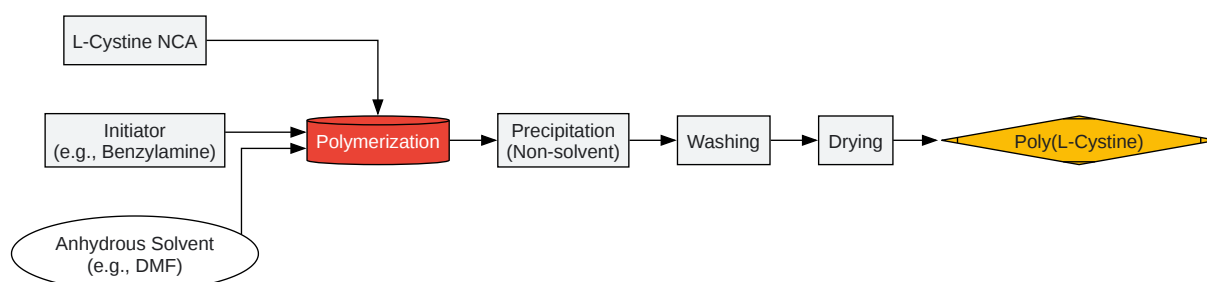 L-Cystine NCA
Initiator
(e.g., Benzylamine)
Anhydrous Solvent
(e.g., DMF)
Polymerization
Precipitation
(Non-solvent)
Washing
Drying
Poly(L-Cystine)